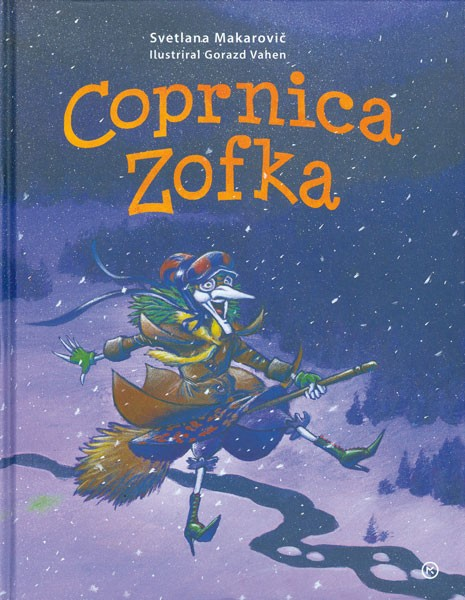 Svetlana Makarovič
Ilustriral Gorazd Vahen
Coprnica
Zofka